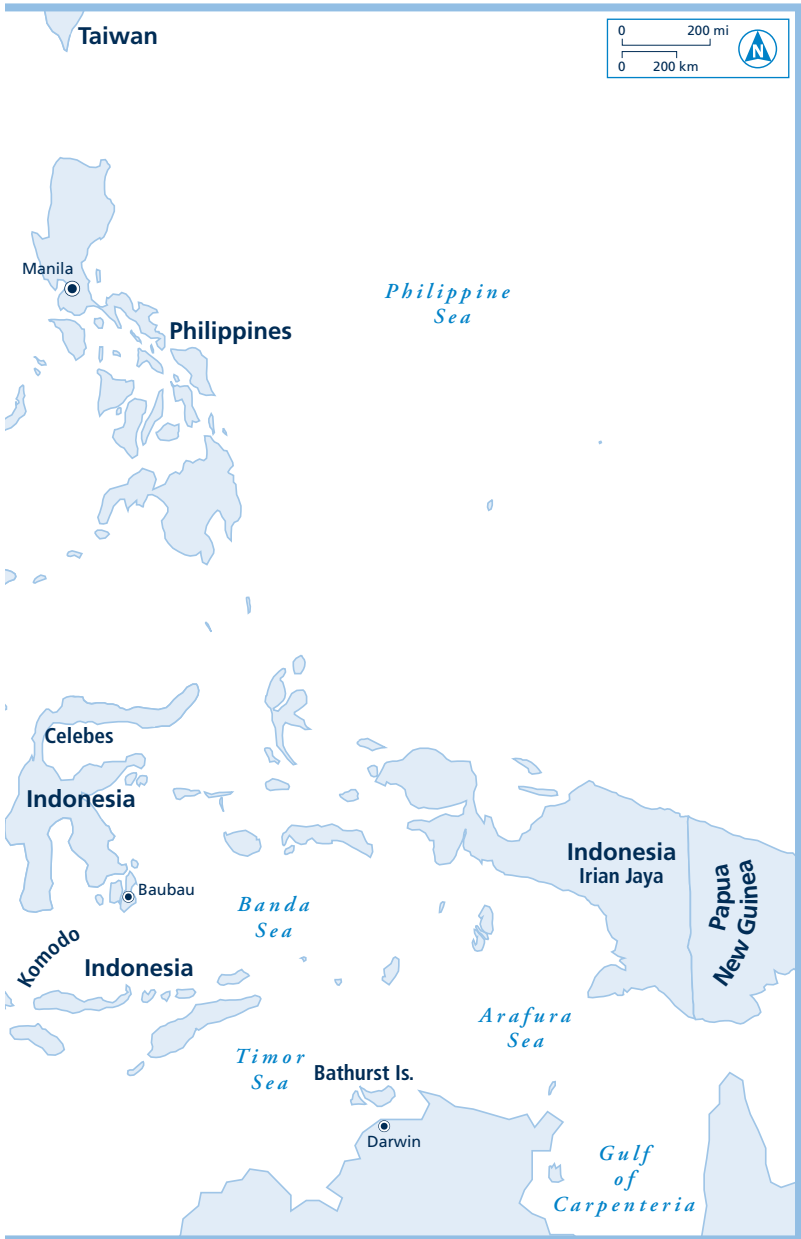 Taiwan
0 200 mi
N
0 200 km
Manila
Philippine
Sea
Philippines
Celebes
Indonesia
Indonesia
Irian Jaya
Papua
New Guinea
Baubau
Banda
Sea
Komodo
Indonesia
Arafura
Sea
Timor
Sea
Bathurst Is.
Darwin
Gulf
of
Carpenteria